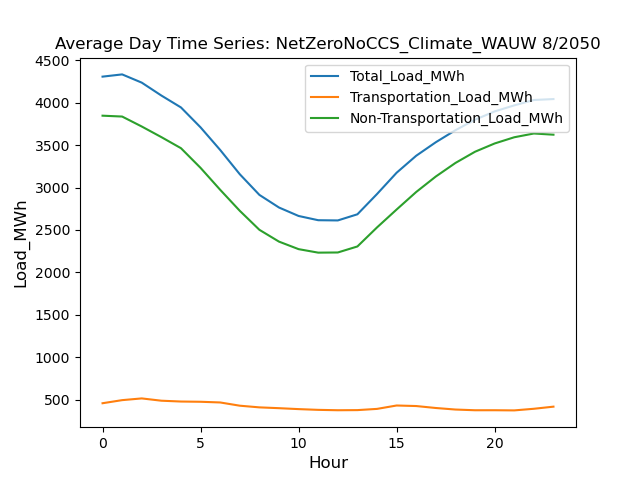 Average Day Time Series: NetZeroNoCCS_Climate_WAUW 8/2050
Load_MWh
4500
4000
3500
3000
2500
2000
1500
1000
500
Total_Load_MWh
Transportation_Load_MWh
Non-Transportation_Load_MWh
0 5 10 15 20
Hour